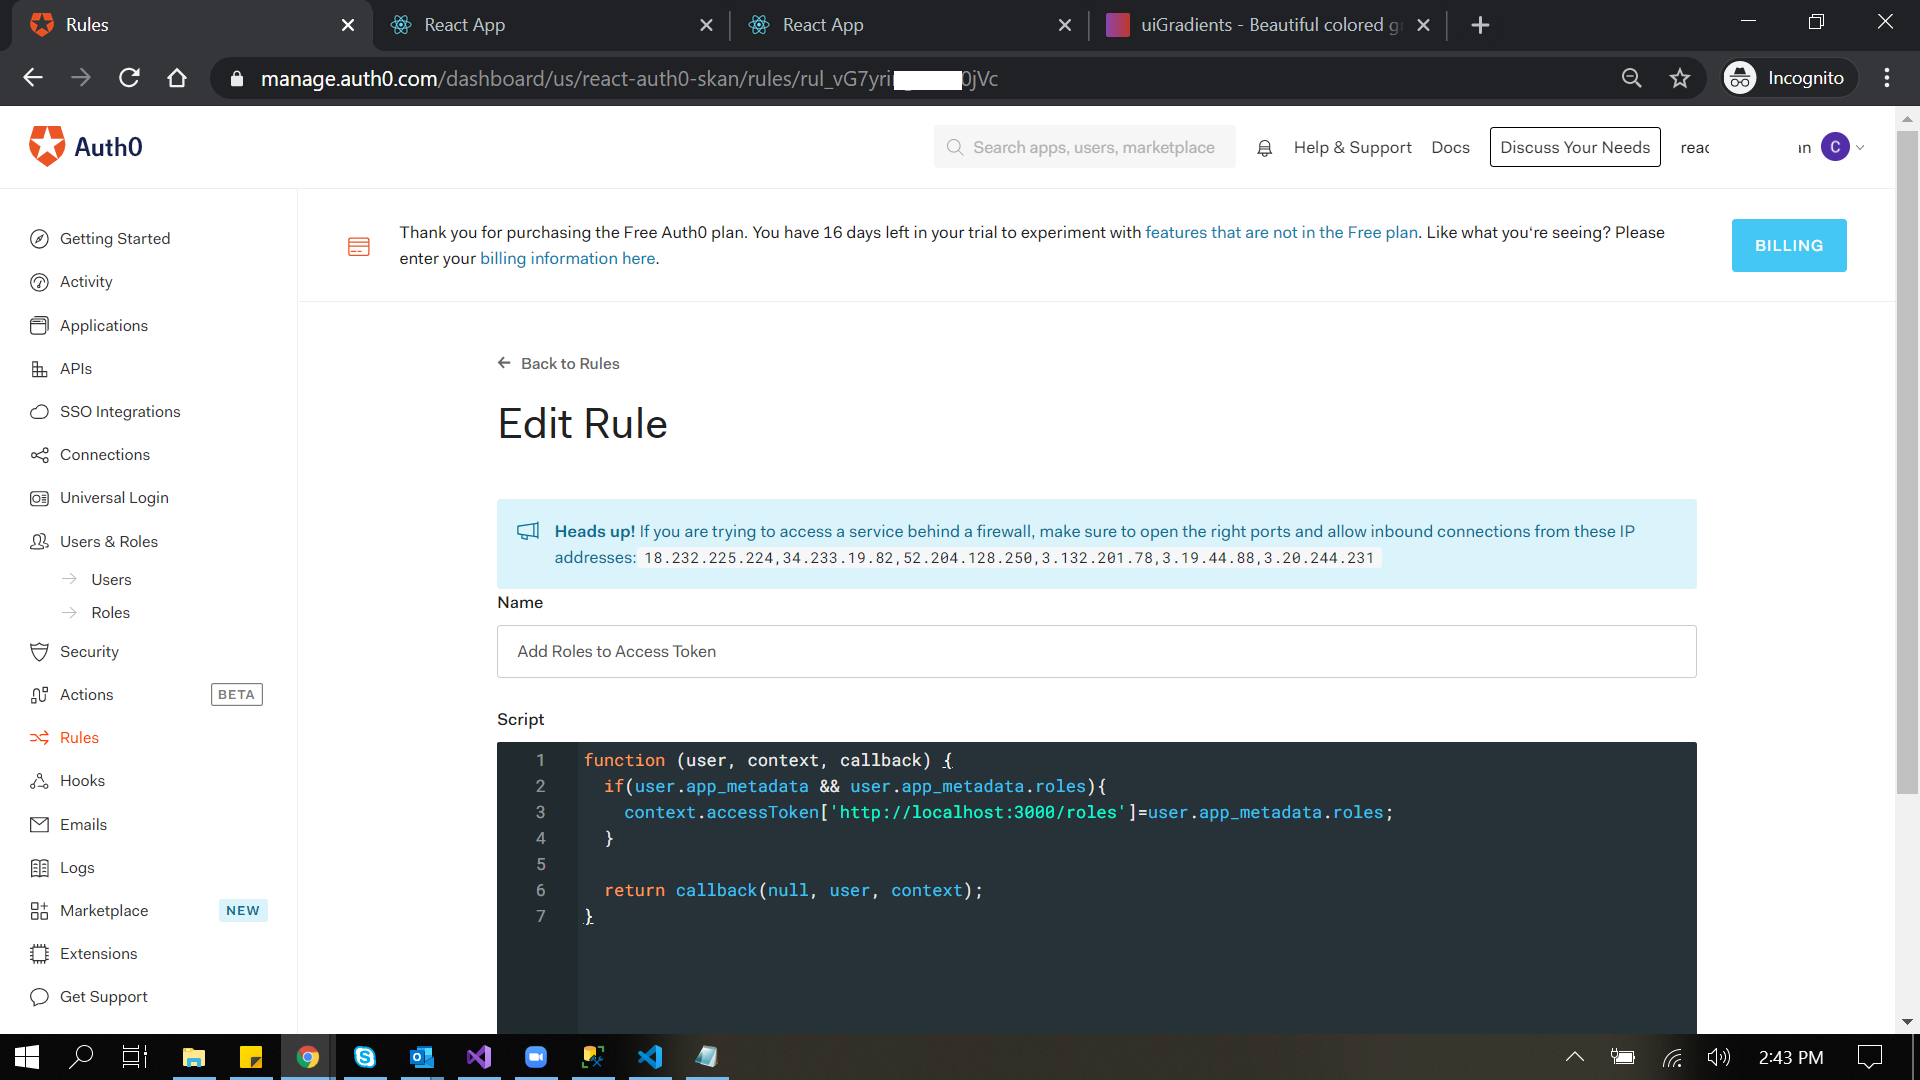 Rules
React App
React App
uiGradients - Beautiful colored g
manage.auth0.com/dashboard/us/react-auth0-skan/rules/rul_vG7yri 0jVc
Incognito
Auth0
Search apps, users, marketplace
Help & Support
Docs
Discuss Your Needs
reac
an
C
Getting Started
Activity
Applications
APIs
SSO Integrations
Connections
Universal Login
Users & Roles
Users
Roles
Security
Actions
BETA
Rules
Hooks
Emails
Logs
Marketplace
NEW
Extensions
Get Support
Thank you for purchasing the Free Auth0 plan. You have 16 days left in your trial to experiment with features that are not in the Free plan. Like what you're seeing? Please
enter your billing information here.
BILLING
Back to Rules
Edit Rule
Heads up! If you are trying to access a service behind a firewall, make sure to open the right ports and allow inbound connections from these IP
addresses: 18.232.225.224,34.233.19.82,52.204.128.250,3.132.201.78,3.19.44.88,3.20.244.231
Name
Add Roles to Access Token
Script
1 function (user, context, callback) {
2 if(user.app_metadata && user.app_metadata.roles){
3 context.accessToken['http://localhost:3000/roles']=user.app_metadata.roles;
4 }
5
6 return callback(null, user, context);
7 }
2:43 PM